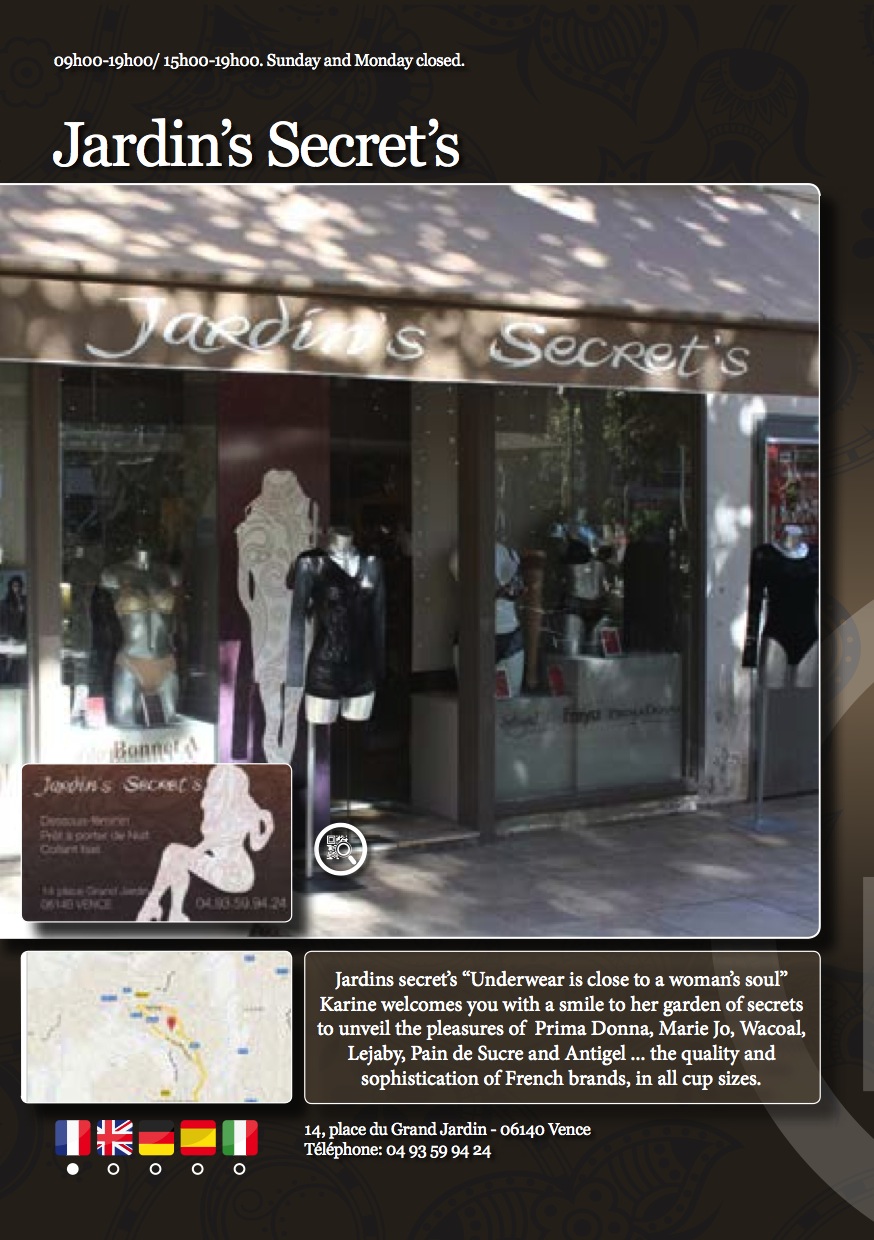 09h00-19h00/ 15h00-19h00. Sunday and Monday closed.
Jardin's Secret's
Jardin's Secret's
Bonnet A
Freya
Jardin's Secret's
Dessous-féminin
Prêt à porter de Nuit
Collant bas
14 place Grand Jardin
06140 VENCE
04.93.59.94.24
Jardins secret's “Underwear is close to a woman's soul”
Karine welcomes you with a smile to her garden of secrets
to unveil the pleasures of Prima Donna, Marie Jo, Wacoal,
Lejaby, Pain de Sucre and Antigel ... the quality and
sophistication of French brands, in all cup sizes.
14, place du Grand Jardin - 06140 Vence
Téléphone: 04 93 59 94 24